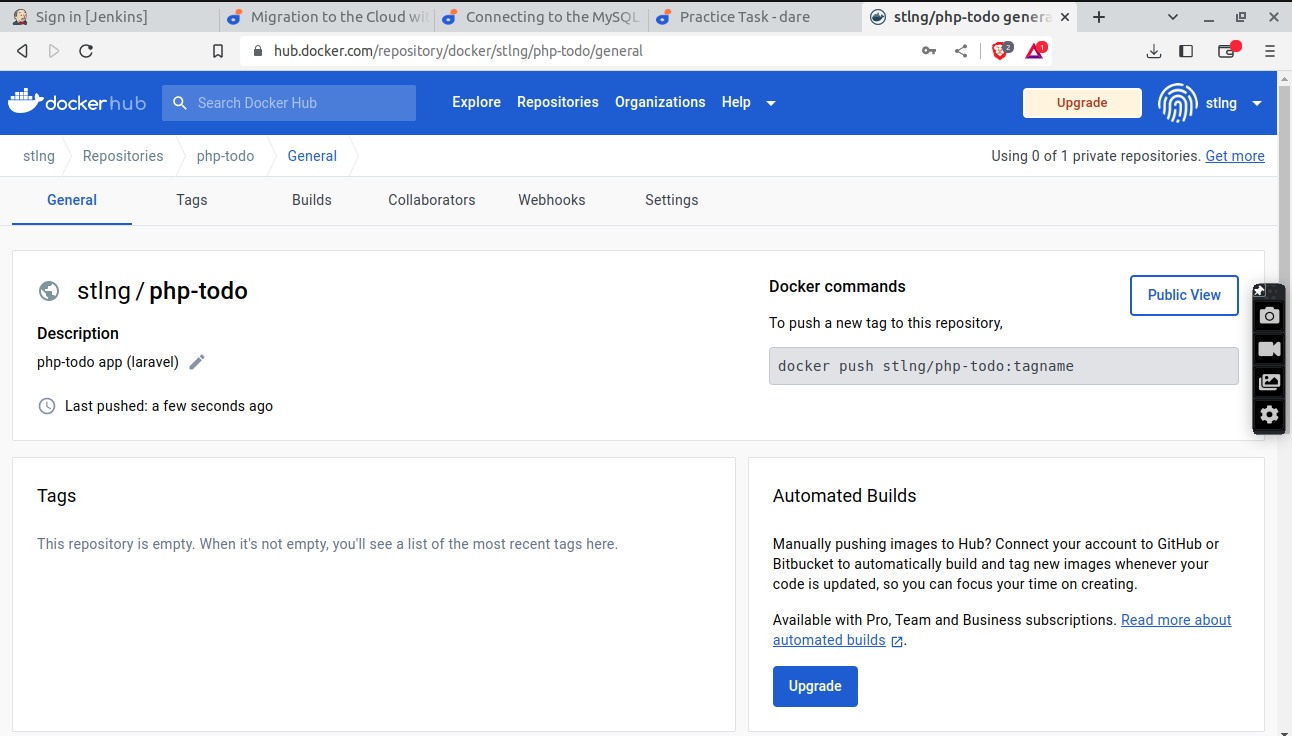 Sign in [Jenkins]
Migration to the Cloud wit
Connecting to the MySQL
Practice Task - dare
stlng/php-todo genera
hub.docker.com/repository/docker/stlng/php-todo/general
2
1
docker hub
Search Docker Hub
Explore
Repositories
Organizations
Help
Upgrade
stlng
stlng
Repositories
php-todo
General
Using 0 of 1 private repositories. Get more
General
Tags
Builds
Collaborators
Webhooks
Settings
stlng / php-todo
Description
php-todo app (laravel)
Last pushed: a few seconds ago
Docker commands
Public View
To push a new tag to this repository,
docker push stlng/php-todo:tagname
Tags
This repository is empty. When it's not empty, you'll see a list of the most recent tags here.
Automated Builds
Manually pushing images to Hub? Connect your account to GitHub or
Bitbucket to automatically build and tag new images whenever your
code is updated, so you can focus your time on creating.
Available with Pro, Team and Business subscriptions. Read more about
automated builds .
Upgrade